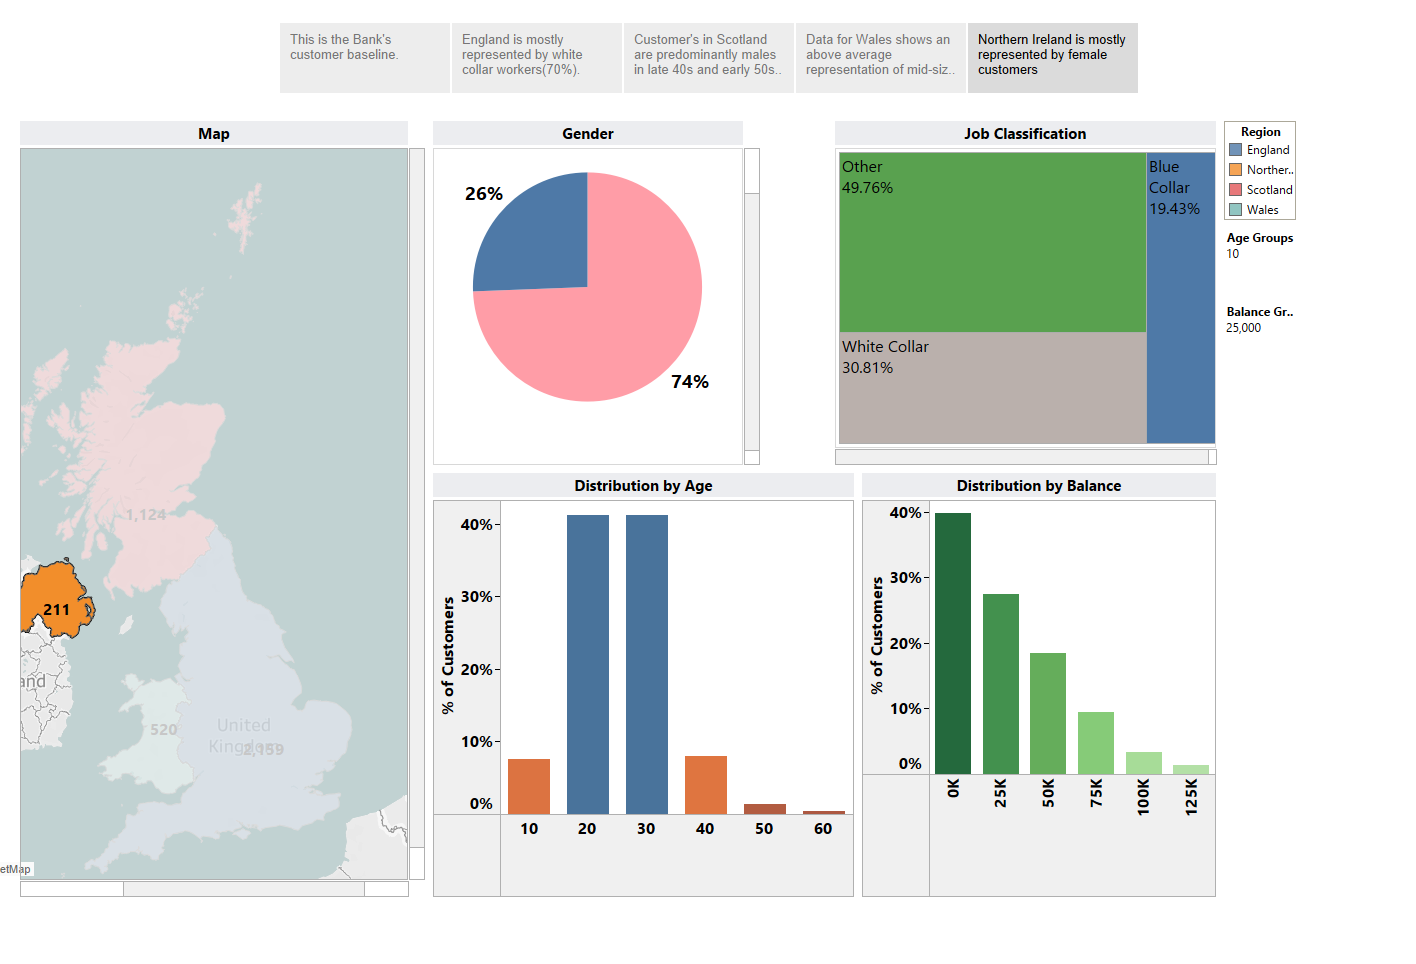 This is the Bank's
customer baseline.
England is mostly
represented by white
collar workers(70%).
Customer's in Scotland
are predominantly males
in late 40s and early 50s..
Data for Wales shows an
above average
representation of mid-siz..
Northern Ireland is mostly
represented by female
customers
Map
1,124
211
and
520
United
2,159
etMap
Gender
26%
74%
Job Classification
Other
49.76%
White Collar
30.81%
Blue
Collar
19.43%
Region
England
Norther..
Scotland
Wales
Age Groups
10
Balance Gr..
25,000
Distribution by Age
% of Customers
40%
30%
20%
10%
0%
10 20 30 40 50 60
Distribution by Balance
% of Customers
40%
30%
20%
10%
0%
0K 25K 50K 75K 100K 125K